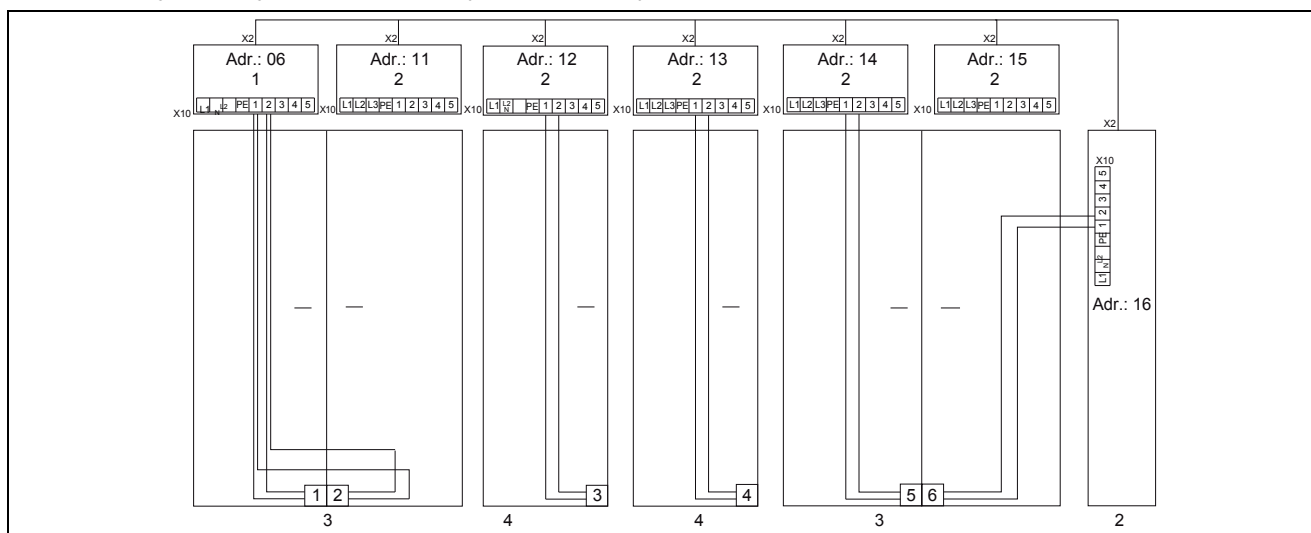 X2 X2 X2 X2 X2 X2
Adr.: 06 Adr.: 11 Adr.: 12 Adr.: 13 Adr.: 14 Adr.: 15
1 2 2 2 2 2
X10 L1 N L2 PE 1 2 3 4 5
X10 L1 L2 L3 PE 1 2 3 4 5
X10 L1 L2 N PE 1 2 3 4 5
X10 L1 L2 L3 PE 1 2 3 4 5
X10 L1 L2 L3 PE 1 2 3 4 5
X10 L1 L2 L3 PE 1 2 3 4 5
X2
X10
L1 N L2 PE 1 2 3 4 5
Adr.: 16
1 2 3 4 5 6
3 4 4 3 2